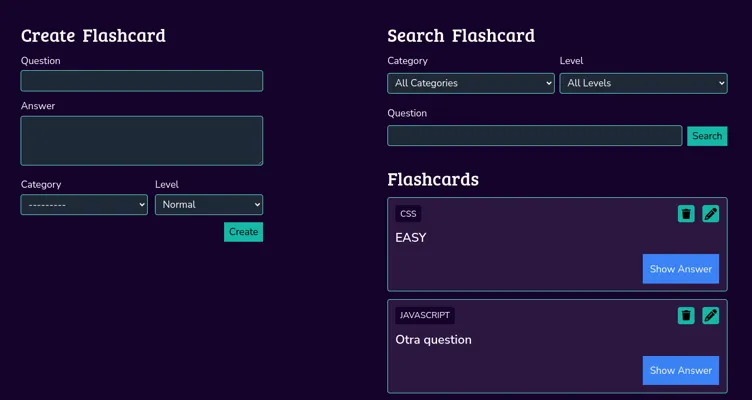 Create Flashcard
Question
Answer
Category Level
--------- Normal
Create
Search Flashcard
Category Level
All Categories All Levels
Question
Search
Flashcards
CSS
EASY
Show Answer
JAVASCRIPT
Otra question
Show Answer